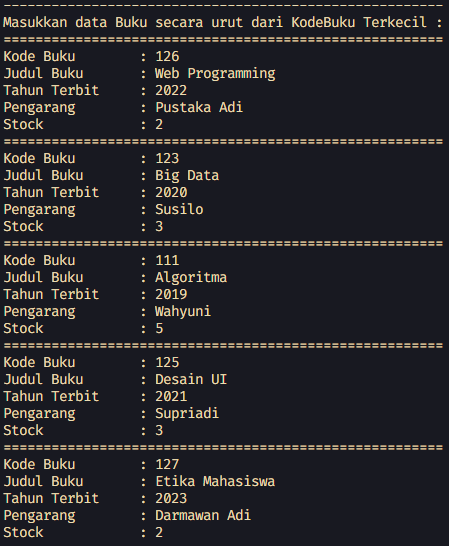 -------------------------------------------------------
Masukkan data Buku secara urut dari KodeBuku Terkecil :
=======================================================
Kode Buku : 126
Judul Buku : Web Programming
Tahun Terbit : 2022
Pengarang : Pustaka Adi
Stock : 2
=======================================================
Kode Buku : 123
Judul Buku : Big Data
Tahun Terbit : 2020
Pengarang : Susilo
Stock : 3
=======================================================
Kode Buku : 111
Judul Buku : Algoritma
Tahun Terbit : 2019
Pengarang : Wahyuni
Stock : 5
=======================================================
Kode Buku : 125
Judul Buku : Desain UI
Tahun Terbit : 2021
Pengarang : Supriadi
Stock : 3
=======================================================
Kode Buku : 127
Judul Buku : Etika Mahasiswa
Tahun Terbit : 2023
Pengarang : Darmawan Adi
Stock : 2